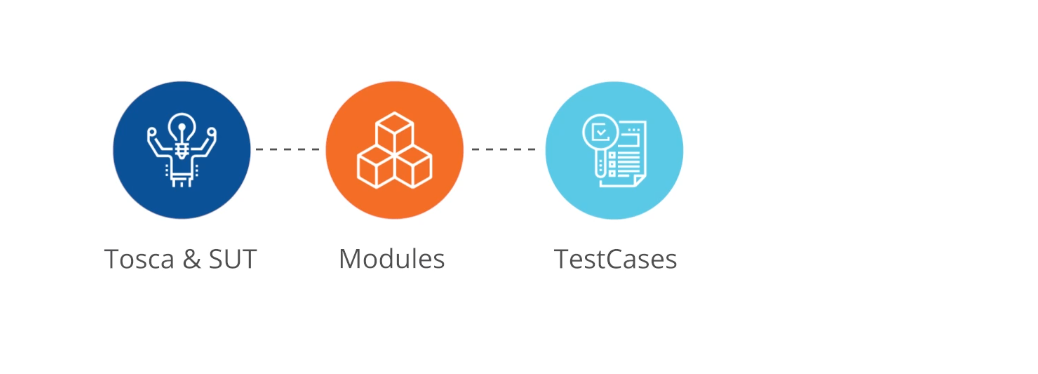 Tosca & SUT
Modules
TestCases